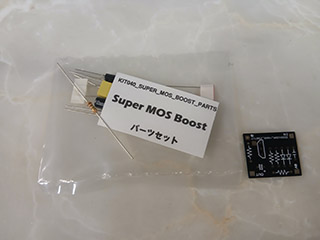 KIT040_SUPER_MOS_BOOST_PARTS
Super MOS Boost
パーツセット